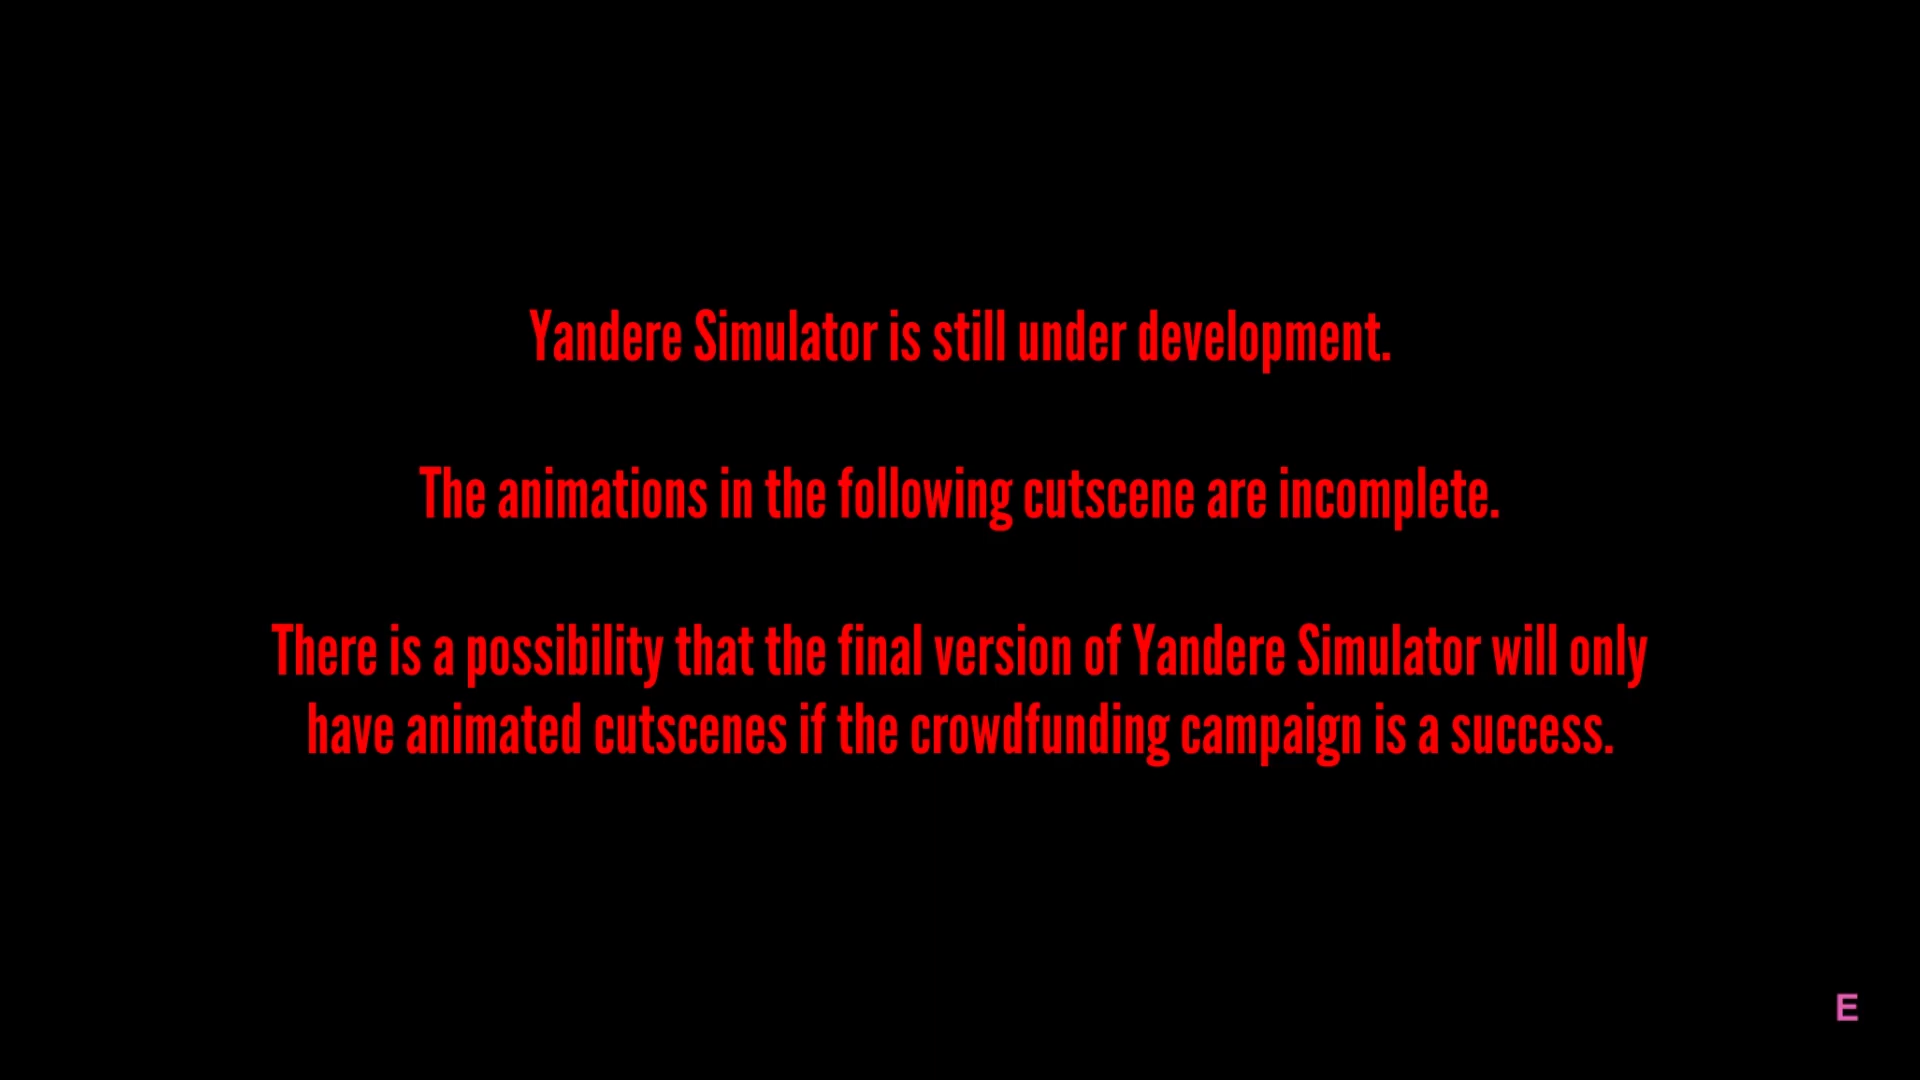 Yandere Simulator is still under development.
The animations in the following cutscene are incomplete.
There is a possibility that the final version of Yandere Simulator will only
have animated cutscenes if the crowdfunding campaign is a success.
E